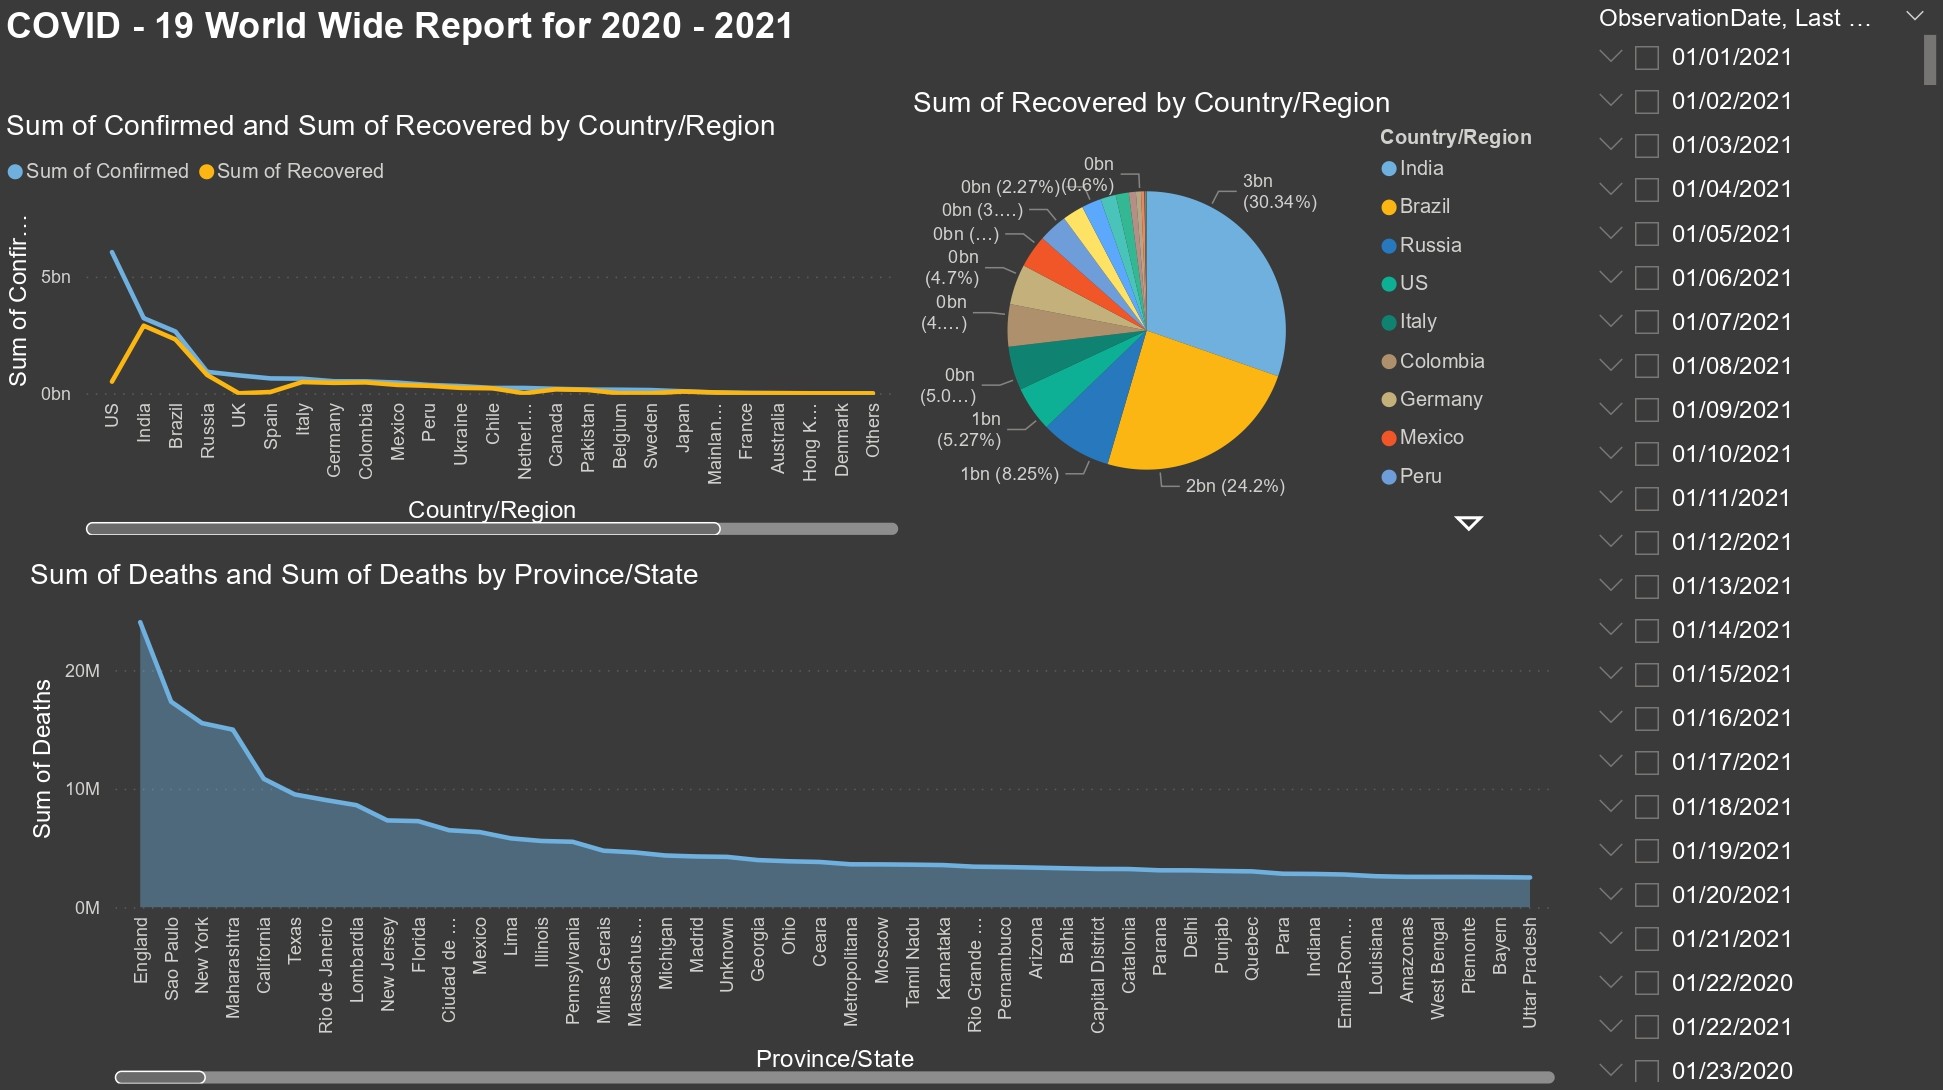 COVID - 19 World Wide Report for 2020 - 2021
Sum of Confirmed and Sum of Recovered by Country/Region
Sum of Confirmed
Sum of Recovered
Sum of Confir…
5bn
0bn
US
India
Brazil
Russia
UK
Spain
Italy
Germany
Colombia
Mexico
Peru
Ukraine
Chile
Netherl…
Canada
Pakistan
Belgium
Sweden
Japan
Mainlan…
France
Australia
Hong K…
Denmark
Others
Country/Region
Sum of Recovered by Country/Region
3bn
(30.34%)
2bn (24.2%)
1bn (8.25%)
1bn
(5.27%)
0bn
(5.0…)
0bn
(4.…)
0bn
(4.7%)
0bn (…)
0bn (3.…)
0bn (2.27%)
0bn
(0.6%)
Country/Region
India
Brazil
Russia
US
Italy
Colombia
Germany
Mexico
Peru
Sum of Deaths and Sum of Deaths by Province/State
Sum of Deaths
20M
10M
0M
England
Sao Paulo
New York
Maharashtra
California
Texas
Rio de Janeiro
Lombardia
New Jersey
Florida
Ciudad de …
Mexico
Lima
Illinois
Pennsylvania
Minas Gerais
Massachus…
Michigan
Madrid
Unknown
Georgia
Ohio
Ceara
Metropolitana
Moscow
Tamil Nadu
Karnataka
Rio Grande …
Pernambuco
Arizona
Bahia
Capital District
Catalonia
Parana
Delhi
Punjab
Quebec
Para
Indiana
Emilia-Rom…
Louisiana
Amazonas
West Bengal
Piemonte
Bayern
Uttar Pradesh
Province/State
ObservationDate, Last …
01/01/2021
01/02/2021
01/03/2021
01/04/2021
01/05/2021
01/06/2021
01/07/2021
01/08/2021
01/09/2021
01/10/2021
01/11/2021
01/12/2021
01/13/2021
01/14/2021
01/15/2021
01/16/2021
01/17/2021
01/18/2021
01/19/2021
01/20/2021
01/21/2021
01/22/2020
01/22/2021
01/23/2020